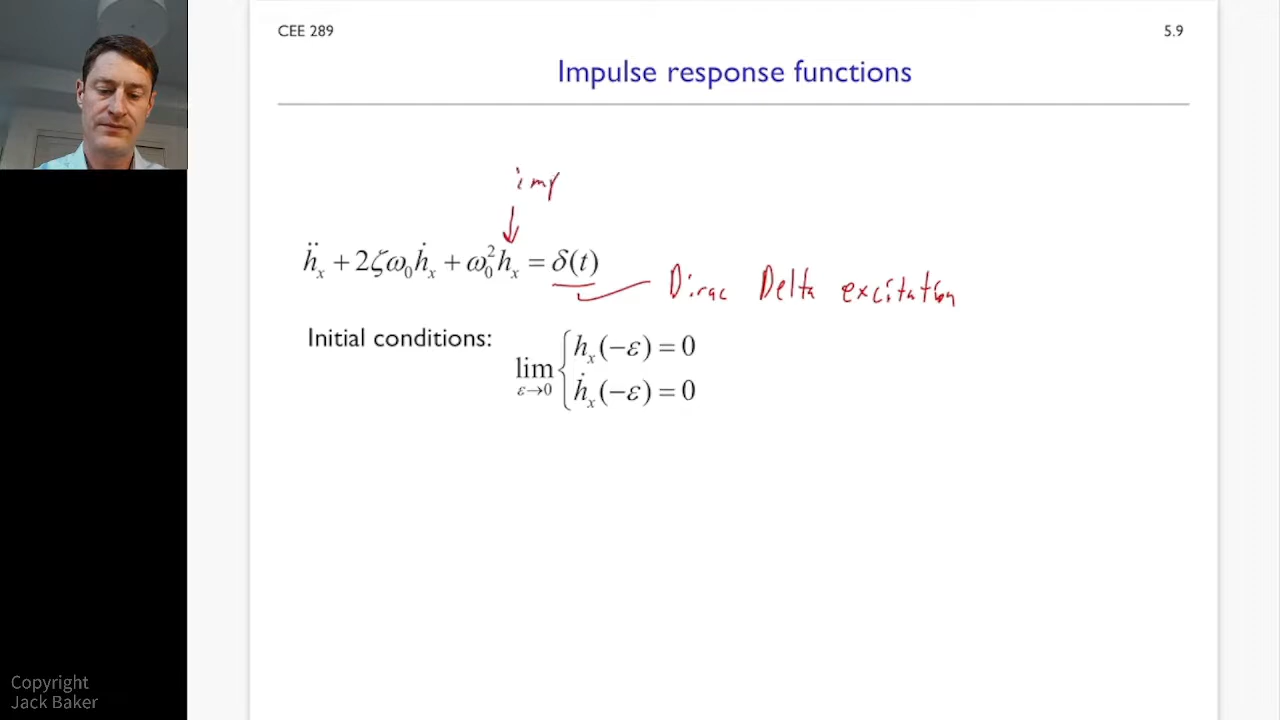 CEE 289
5.9
Impulse response functions
imp
ḧₓ + 2ζω₀ḣₓ + ω₀²hₓ = δ(t)
Dirac Delta excitation
Initial conditions:
lim ε→0 { hₓ(−ε) = 0
ḣₓ(−ε) = 0
Copyright
Jack Baker